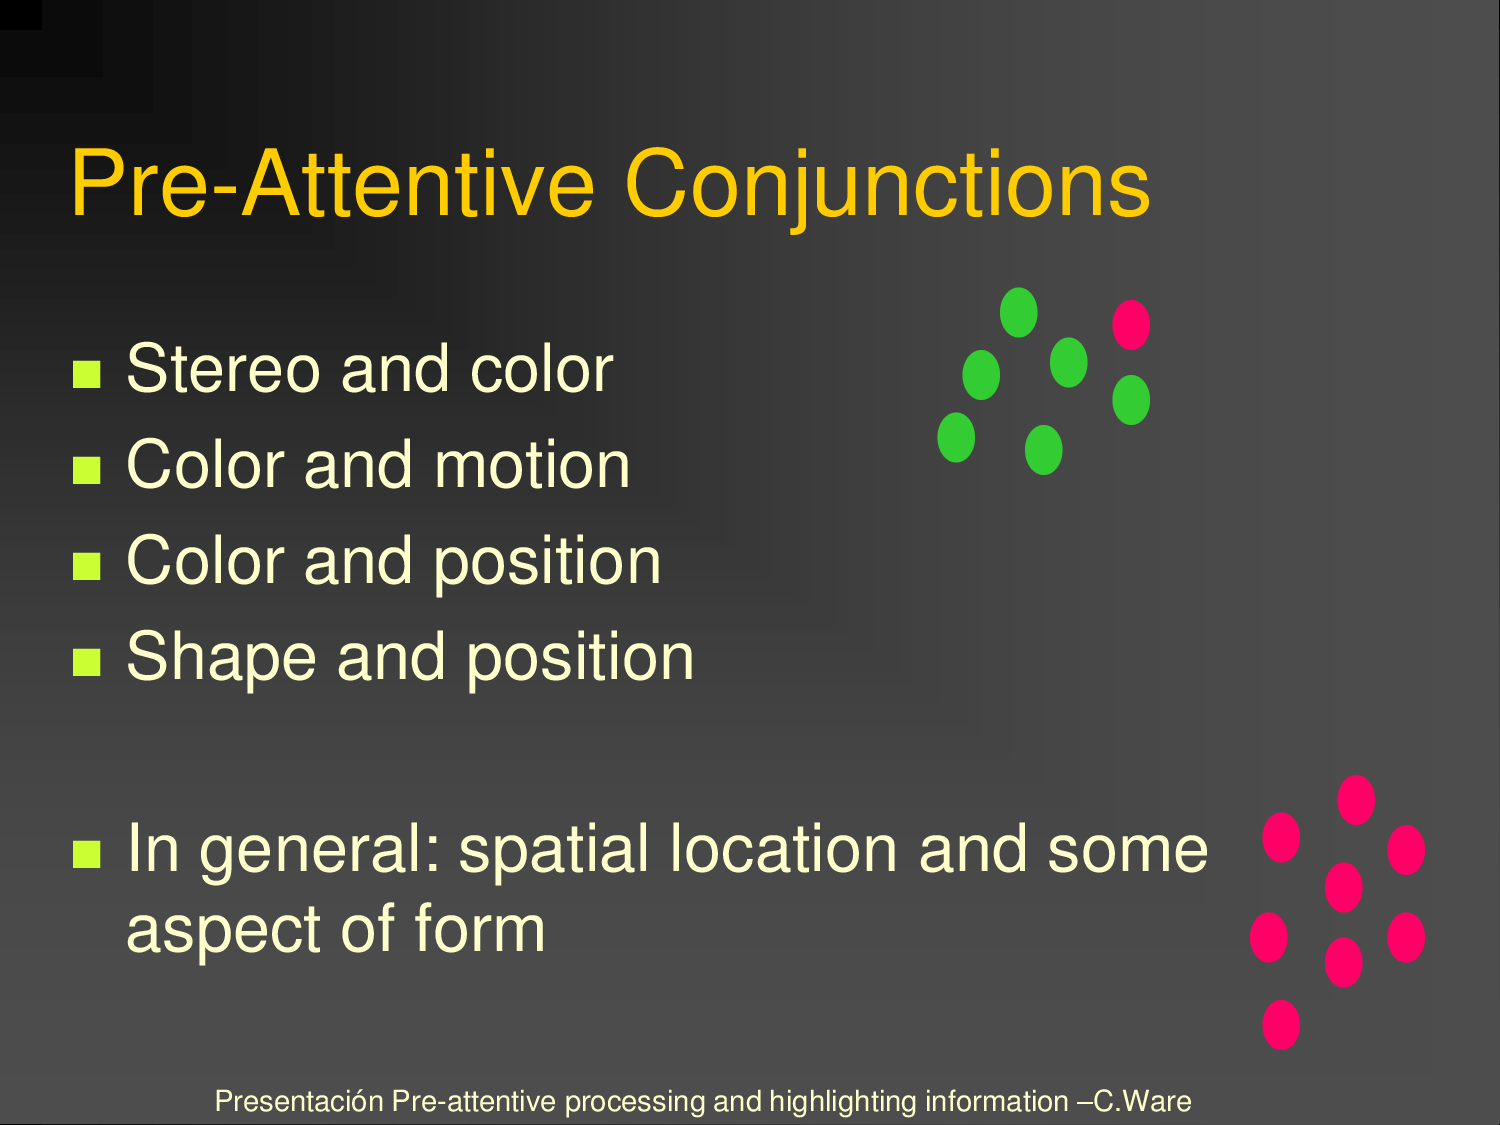 Pre-Attentive Conjunctions
Stereo and color
Color and motion
Color and position
Shape and position
In general: spatial location and some
aspect of form
Presentación Pre-attentive processing and highlighting information –C.Ware